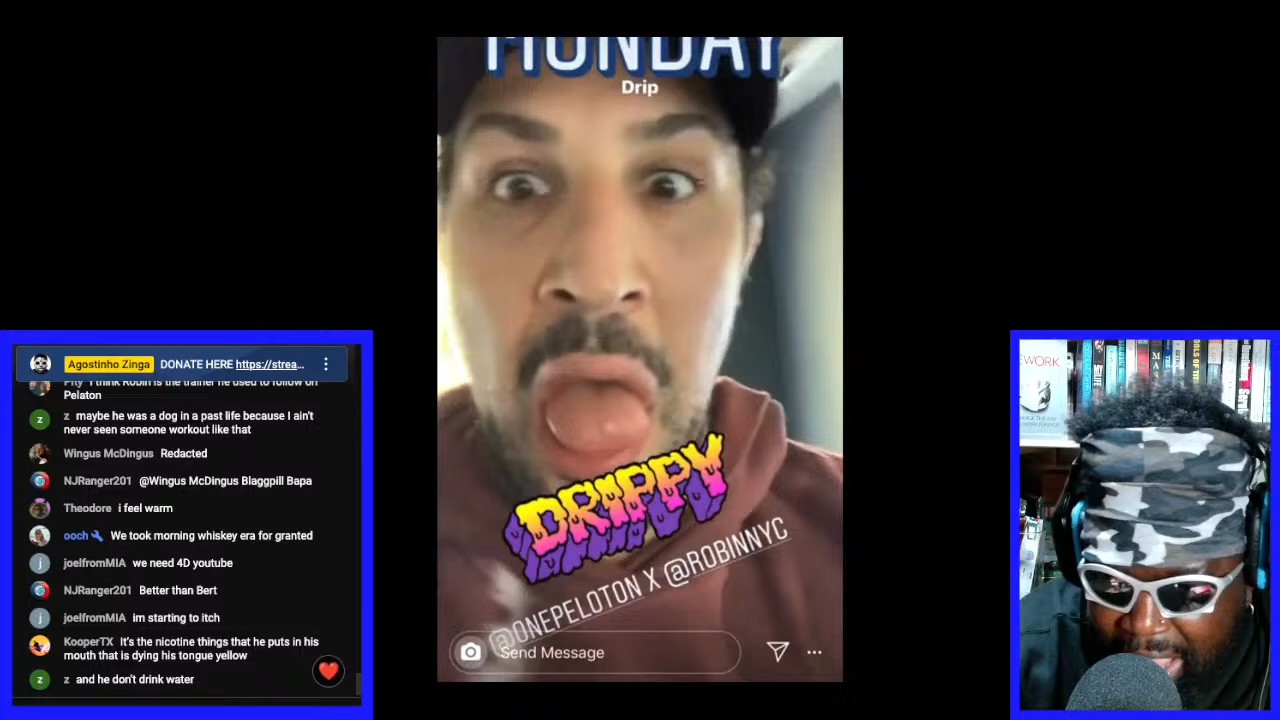 MONDAY
Drip
DRIPPY
@ONEPELOTON X @ROBINNYC
Send Message
Agostinho Zinga DONATE HERE https://strea...
Pity I think Robin is the trainer he used to follow on
Pelaton
z maybe he was a dog in a past life because I ain't
never seen someone workout like that
Wingus McDingus Redacted
NJRanger201 @Wingus McDingus Blaggpill Bapa
Theodore i feel warm
ooch We took morning whiskey era for granted
joelfromMIA we need 4D youtube
NJRanger201 Better than Bert
joelfromMIA im starting to itch
KooperTX It's the nicotine things that he puts in his
mouth that is dying his tongue yellow
z and he don't drink water
WORK